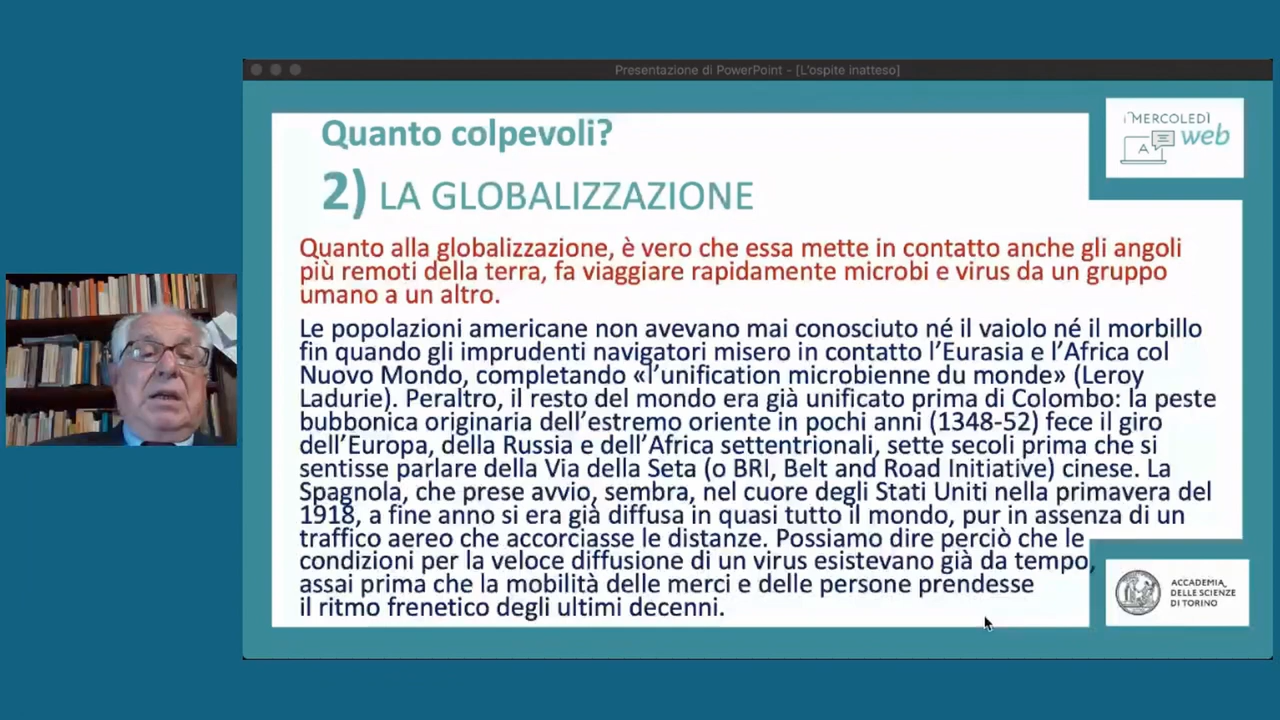 Presentazione di PowerPoint - [L'ospite inatteso]
Quanto colpevoli?
2) LA GLOBALIZZAZIONE
Quanto alla globalizzazione, è vero che essa mette in contatto anche gli angoli
più remoti della terra, fa viaggiare rapidamente microbi e virus da un gruppo
umano a un altro.
Le popolazioni americane non avevano mai conosciuto né il vaiolo né il morbillo
fin quando gli imprudenti navigatori misero in contatto l'Eurasia e l'Africa col
Nuovo Mondo, completando «l'unification microbienne du monde» (Leroy
Ladurie). Peraltro, il resto del mondo era già unificato prima di Colombo: la peste
bubbonica originaria dell'estremo oriente in pochi anni (1348-52) fece il giro
dell'Europa, della Russia e dell'Africa settentrionali, sette secoli prima che si
sentisse parlare della Via della Seta (o BRI, Belt and Road Initiative) cinese. La
Spagnola, che prese avvio, sembra, nel cuore degli Stati Uniti nella primavera del
1918, a fine anno si era già diffusa in quasi tutto il mondo, pur in assenza di un
traffico aereo che accorciasse le distanze. Possiamo dire perciò che le
condizioni per la veloce diffusione di un virus esistevano già da tempo,
assai prima che la mobilità delle merci e delle persone prendesse
il ritmo frenetico degli ultimi decenni.
i MERCOLEDÌ
A web
ACCADEMIA
DELLE SCIENZE
DI TORINO